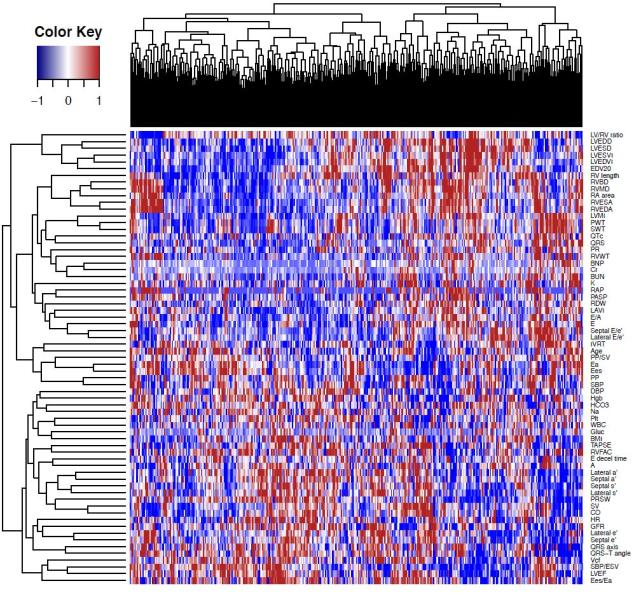 Color Key
−1 0 1
LV/RV ratio
LVEDD
LVESD
LVESVi
LVEDVi
EDV20
RV length
RVBD
RVMD
RA area
RVESA
RVEDA
LVMi
PWT
SWT
QTc
QRS
PR
RVWT
BNP
Cr
BUN
K
RAP
PASP
RDW
LAVi
E/A
E
Septal E/e'
Lateral E/e'
IVRT
Age
PP/SV
Ea
Ees
PP
SBP
DBP
Hgb
HCO3
Na
Plt
WBC
Gluc
BMI
TAPSE
RVFAC
E decel time
A
Lateral a'
Septal a'
Septal s'
Lateral s'
PRSW
SV
CO
HR
GFR
Lateral e'
Septal e'
QRS axis
QRS−T angle
Vcf
SBP/ESV
LVEF
Ees/Ea